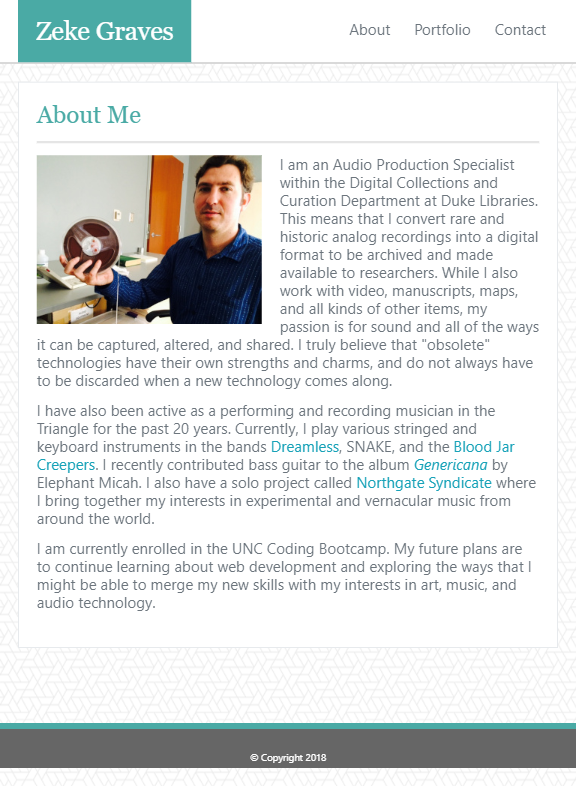 Zeke Graves
About Portfolio Contact
About Me
I am an Audio Production Specialist
within the Digital Collections and
Curation Department at Duke Libraries.
This means that I convert rare and
historic analog recordings into a digital
format to be archived and made
available to researchers. While I also
work with video, manuscripts, maps,
and all kinds of other items, my
passion is for sound and all of the ways
it can be captured, altered, and shared. I truly believe that "obsolete"
technologies have their own strengths and charms, and do not always have
to be discarded when a new technology comes along.
I have also been active as a performing and recording musician in the
Triangle for the past 20 years. Currently, I play various stringed and
keyboard instruments in the bands Dreamless, SNAKE, and the Blood Jar
Creepers. I recently contributed bass guitar to the album Genericana by
Elephant Micah. I also have a solo project called Northgate Syndicate where
I bring together my interests in experimental and vernacular music from
around the world.
I am currently enrolled in the UNC Coding Bootcamp. My future plans are
to continue learning about web development and exploring the ways that I
might be able to merge my new skills with my interests in art, music, and
audio technology.
© Copyright 2018